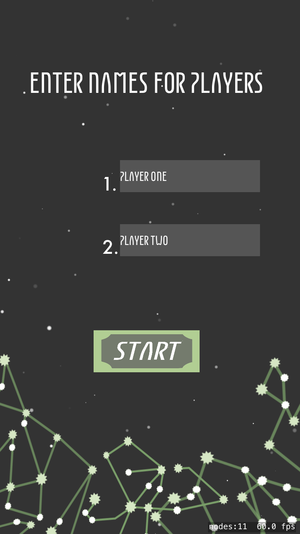 ENTER NAMES FOR PLAYERS
1. PLAYER ONE
2. PLAYER TWO
START
nodes:11 60.0 fps